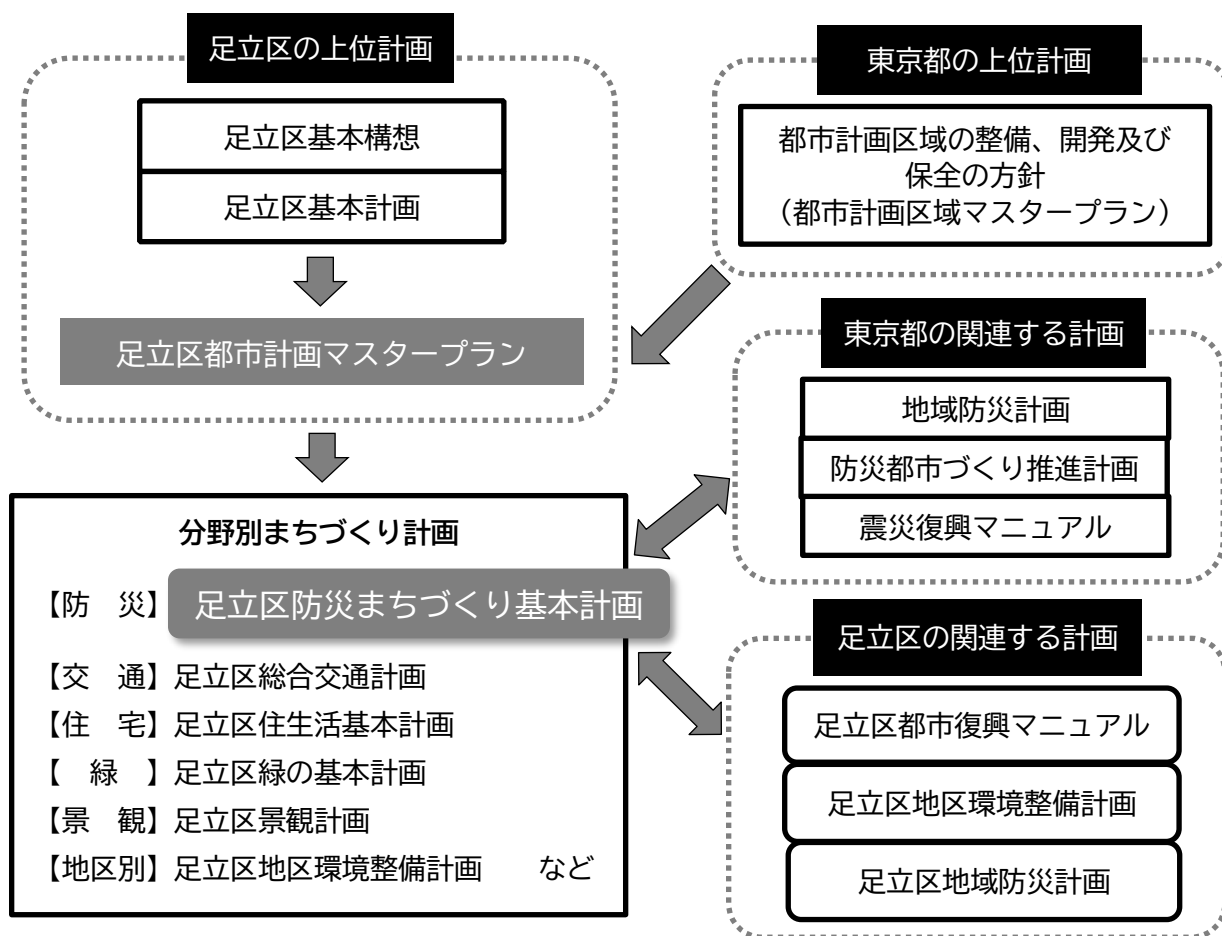 足立区の上位計画
足立区基本構想
足立区基本計画
足立区都市計画マスタープラン
東京都の上位計画
都市計画区域の整備、開発及び
保全の方針
（都市計画区域マスタープラン）
東京都の関連する計画
地域防災計画
防災都市づくり推進計画
震災復興マニュアル
分野別まちづくり計画
【防　災】足立区防災まちづくり基本計画
【交　通】足立区総合交通計画
【住　宅】足立区住生活基本計画
【　緑　】足立区緑の基本計画
【景　観】足立区景観計画
【地区別】足立区地区環境整備計画　　など
足立区の関連する計画
足立区都市復興マニュアル
足立区地区環境整備計画
足立区地域防災計画